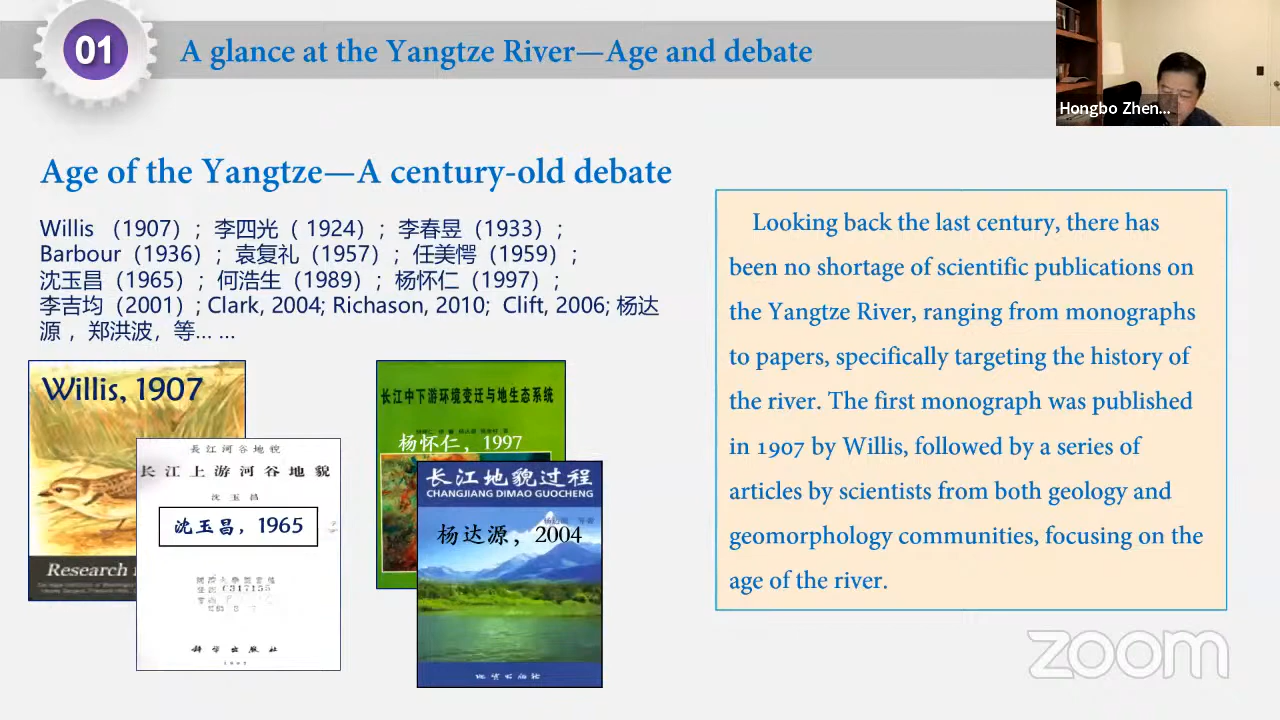 01
A glance at the Yangtze River—Age and debate
Hongbo Zhen...
Age of the Yangtze—A century-old debate
Willis （1907）; 李四光（ 1924）; 李春昱（1933）;
Barbour（1936）; 袁复礼（1957）; 任美愕（1959）;
沈玉昌（1965）; 何浩生（1989）; 杨怀仁（1997）;
李吉均（2001）; Clark, 2004; Richason, 2010; Clift, 2006; 杨达
源 ，郑洪波，等... ...
Looking back the last century, there has
been no shortage of scientific publications on
the Yangtze River, ranging from monographs
to papers, specifically targeting the history of
the river. The first monograph was published
in 1907 by Willis, followed by a series of
articles by scientists from both geology and
geomorphology communities, focusing on the
age of the river.
Willis, 1907
Research
長江河谷地貌
长江上游河谷地貌
沈玉昌
沈玉昌，1965
C317155
科学出版社
长江中下游环境变迁与地生态系统
杨怀仁，1997
长江地貌过程
CHANGJIANG DIMAO GUOCHENG
杨达源，2004
地质出版社
zoom